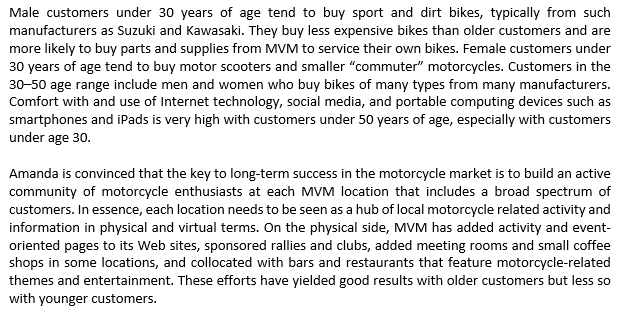 Male customers under 30 years of age tend to buy sport and dirt bikes, typically from such
manufacturers as Suzuki and Kawasaki. They buy less expensive bikes than older customers and are
more likely to buy parts and supplies from MVM to service their own bikes. Female customers under
30 years of age tend to buy motor scooters and smaller “commuter” motorcycles. Customers in the
30–50 age range include men and women who buy bikes of many types from many manufacturers.
Comfort with and use of Internet technology, social media, and portable computing devices such as
smartphones and iPads is very high with customers under 50 years of age, especially with customers
under age 30.
Amanda is convinced that the key to long-term success in the motorcycle market is to build an active
community of motorcycle enthusiasts at each MVM location that includes a broad spectrum of
customers. In essence, each location needs to be seen as a hub of local motorcycle related activity and
information in physical and virtual terms. On the physical side, MVM has added activity and event-
oriented pages to its Web sites, sponsored rallies and clubs, added meeting rooms and small coffee
shops in some locations, and collocated with bars and restaurants that feature motorcycle-related
themes and entertainment. These efforts have yielded good results with older customers but less so
with younger customers.